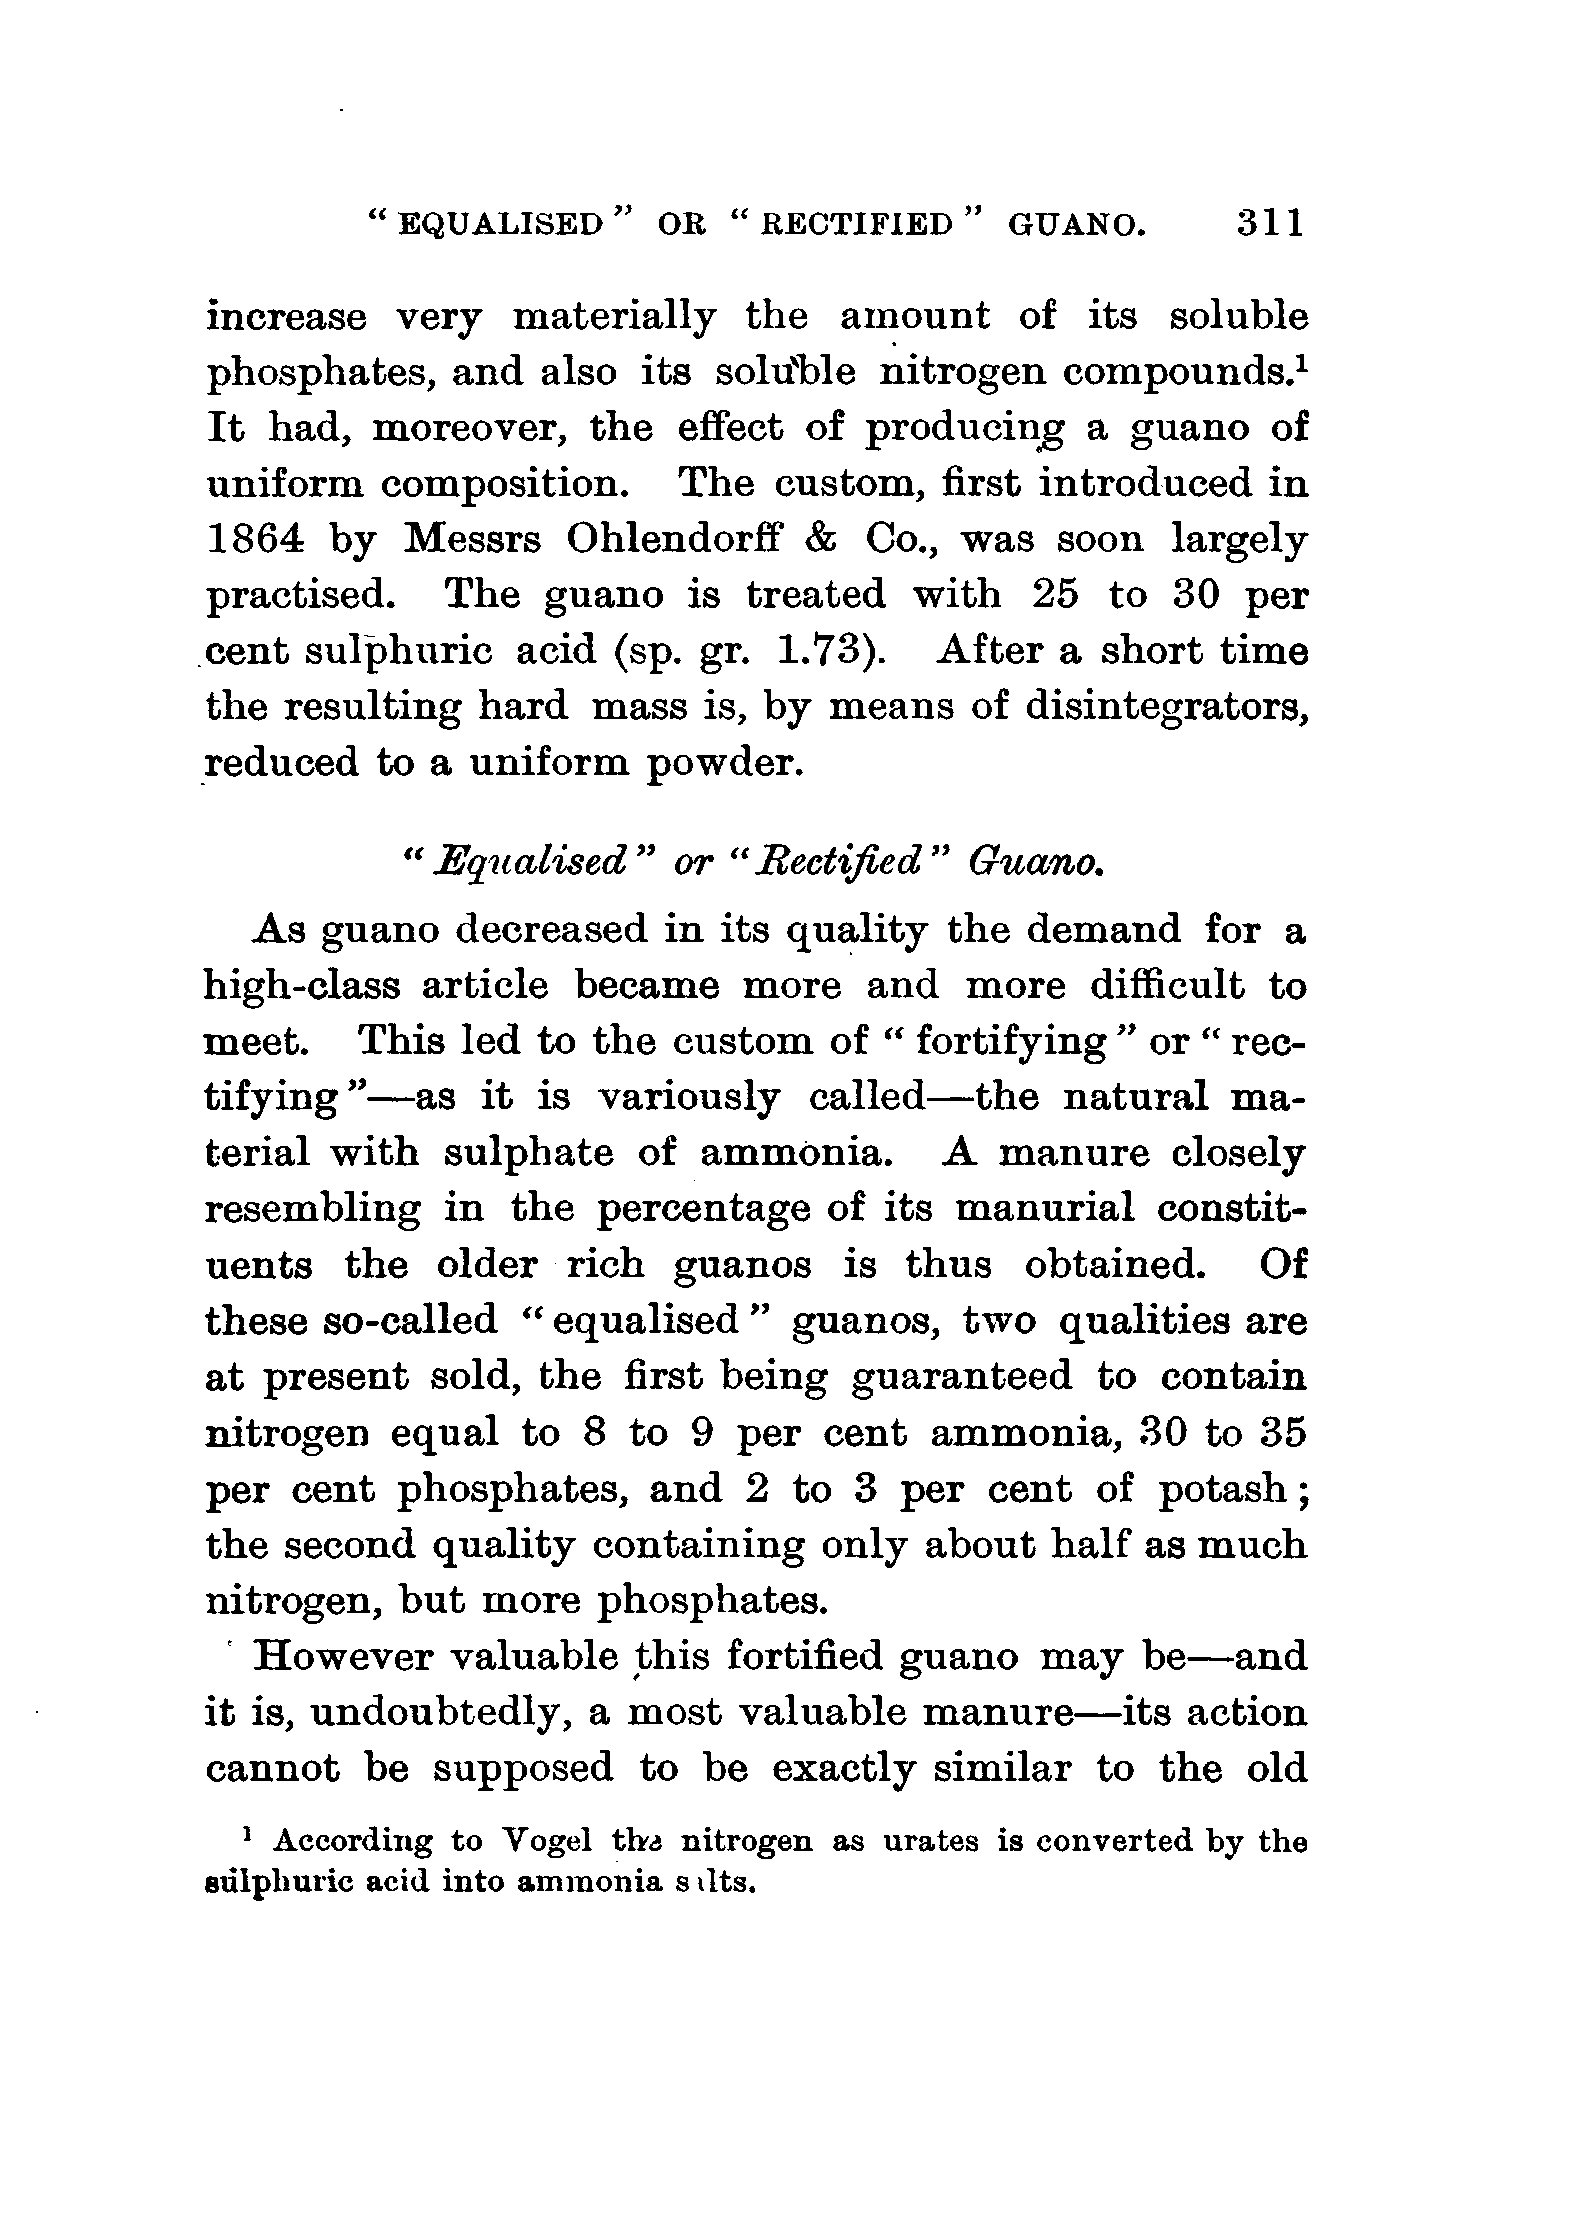 “ EQUALISED ” OR “ RECTIFIED ” GUANO. 311
increase very materially the amount of its soluble
phosphates, and also its soluble nitrogen compounds.¹
It had, moreover, the effect of producing a guano of
uniform composition. The custom, first introduced in
1864 by Messrs Ohlendorff & Co., was soon largely
practised. The guano is treated with 25 to 30 per
cent sulphuric acid (sp. gr. 1.73). After a short time
the resulting hard mass is, by means of disintegrators,
reduced to a uniform powder.
“ Equalised ” or “ Rectified ” Guano.
As guano decreased in its quality the demand for a
high-class article became more and more difficult to
meet. This led to the custom of “ fortifying ” or “ rec-
tifying ”—as it is variously called—the natural ma-
terial with sulphate of ammonia. A manure closely
resembling in the percentage of its manurial constit-
uents the older rich guanos is thus obtained. Of
these so-called “ equalised ” guanos, two qualities are
at present sold, the first being guaranteed to contain
nitrogen equal to 8 to 9 per cent ammonia, 30 to 35
per cent phosphates, and 2 to 3 per cent of potash ;
the second quality containing only about half as much
nitrogen, but more phosphates.
However valuable this fortified guano may be—and
it is, undoubtedly, a most valuable manure—its action
cannot be supposed to be exactly similar to the old
¹ According to Vogel the nitrogen as urates is converted by the
sulphuric acid into ammonia salts.